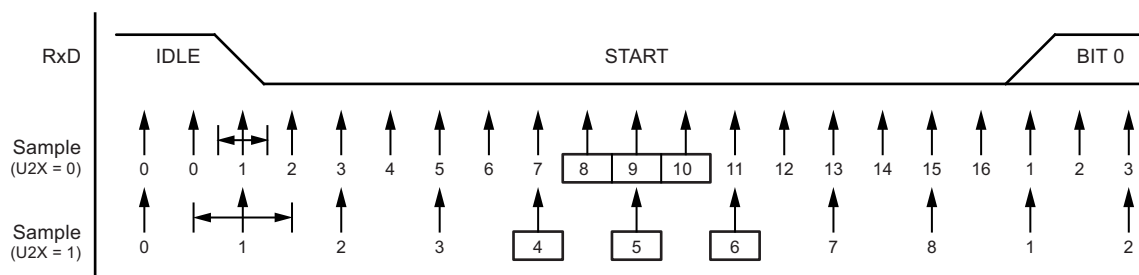 RxD IDLE START BIT 0
Sample
(U2X = 0) 0 0 1 2 3 4 5 6 7 8 9 10 11 12 13 14 15 16 1 2 3
Sample
(U2X = 1) 0 1 2 3 4 5 6 7 8 1 2